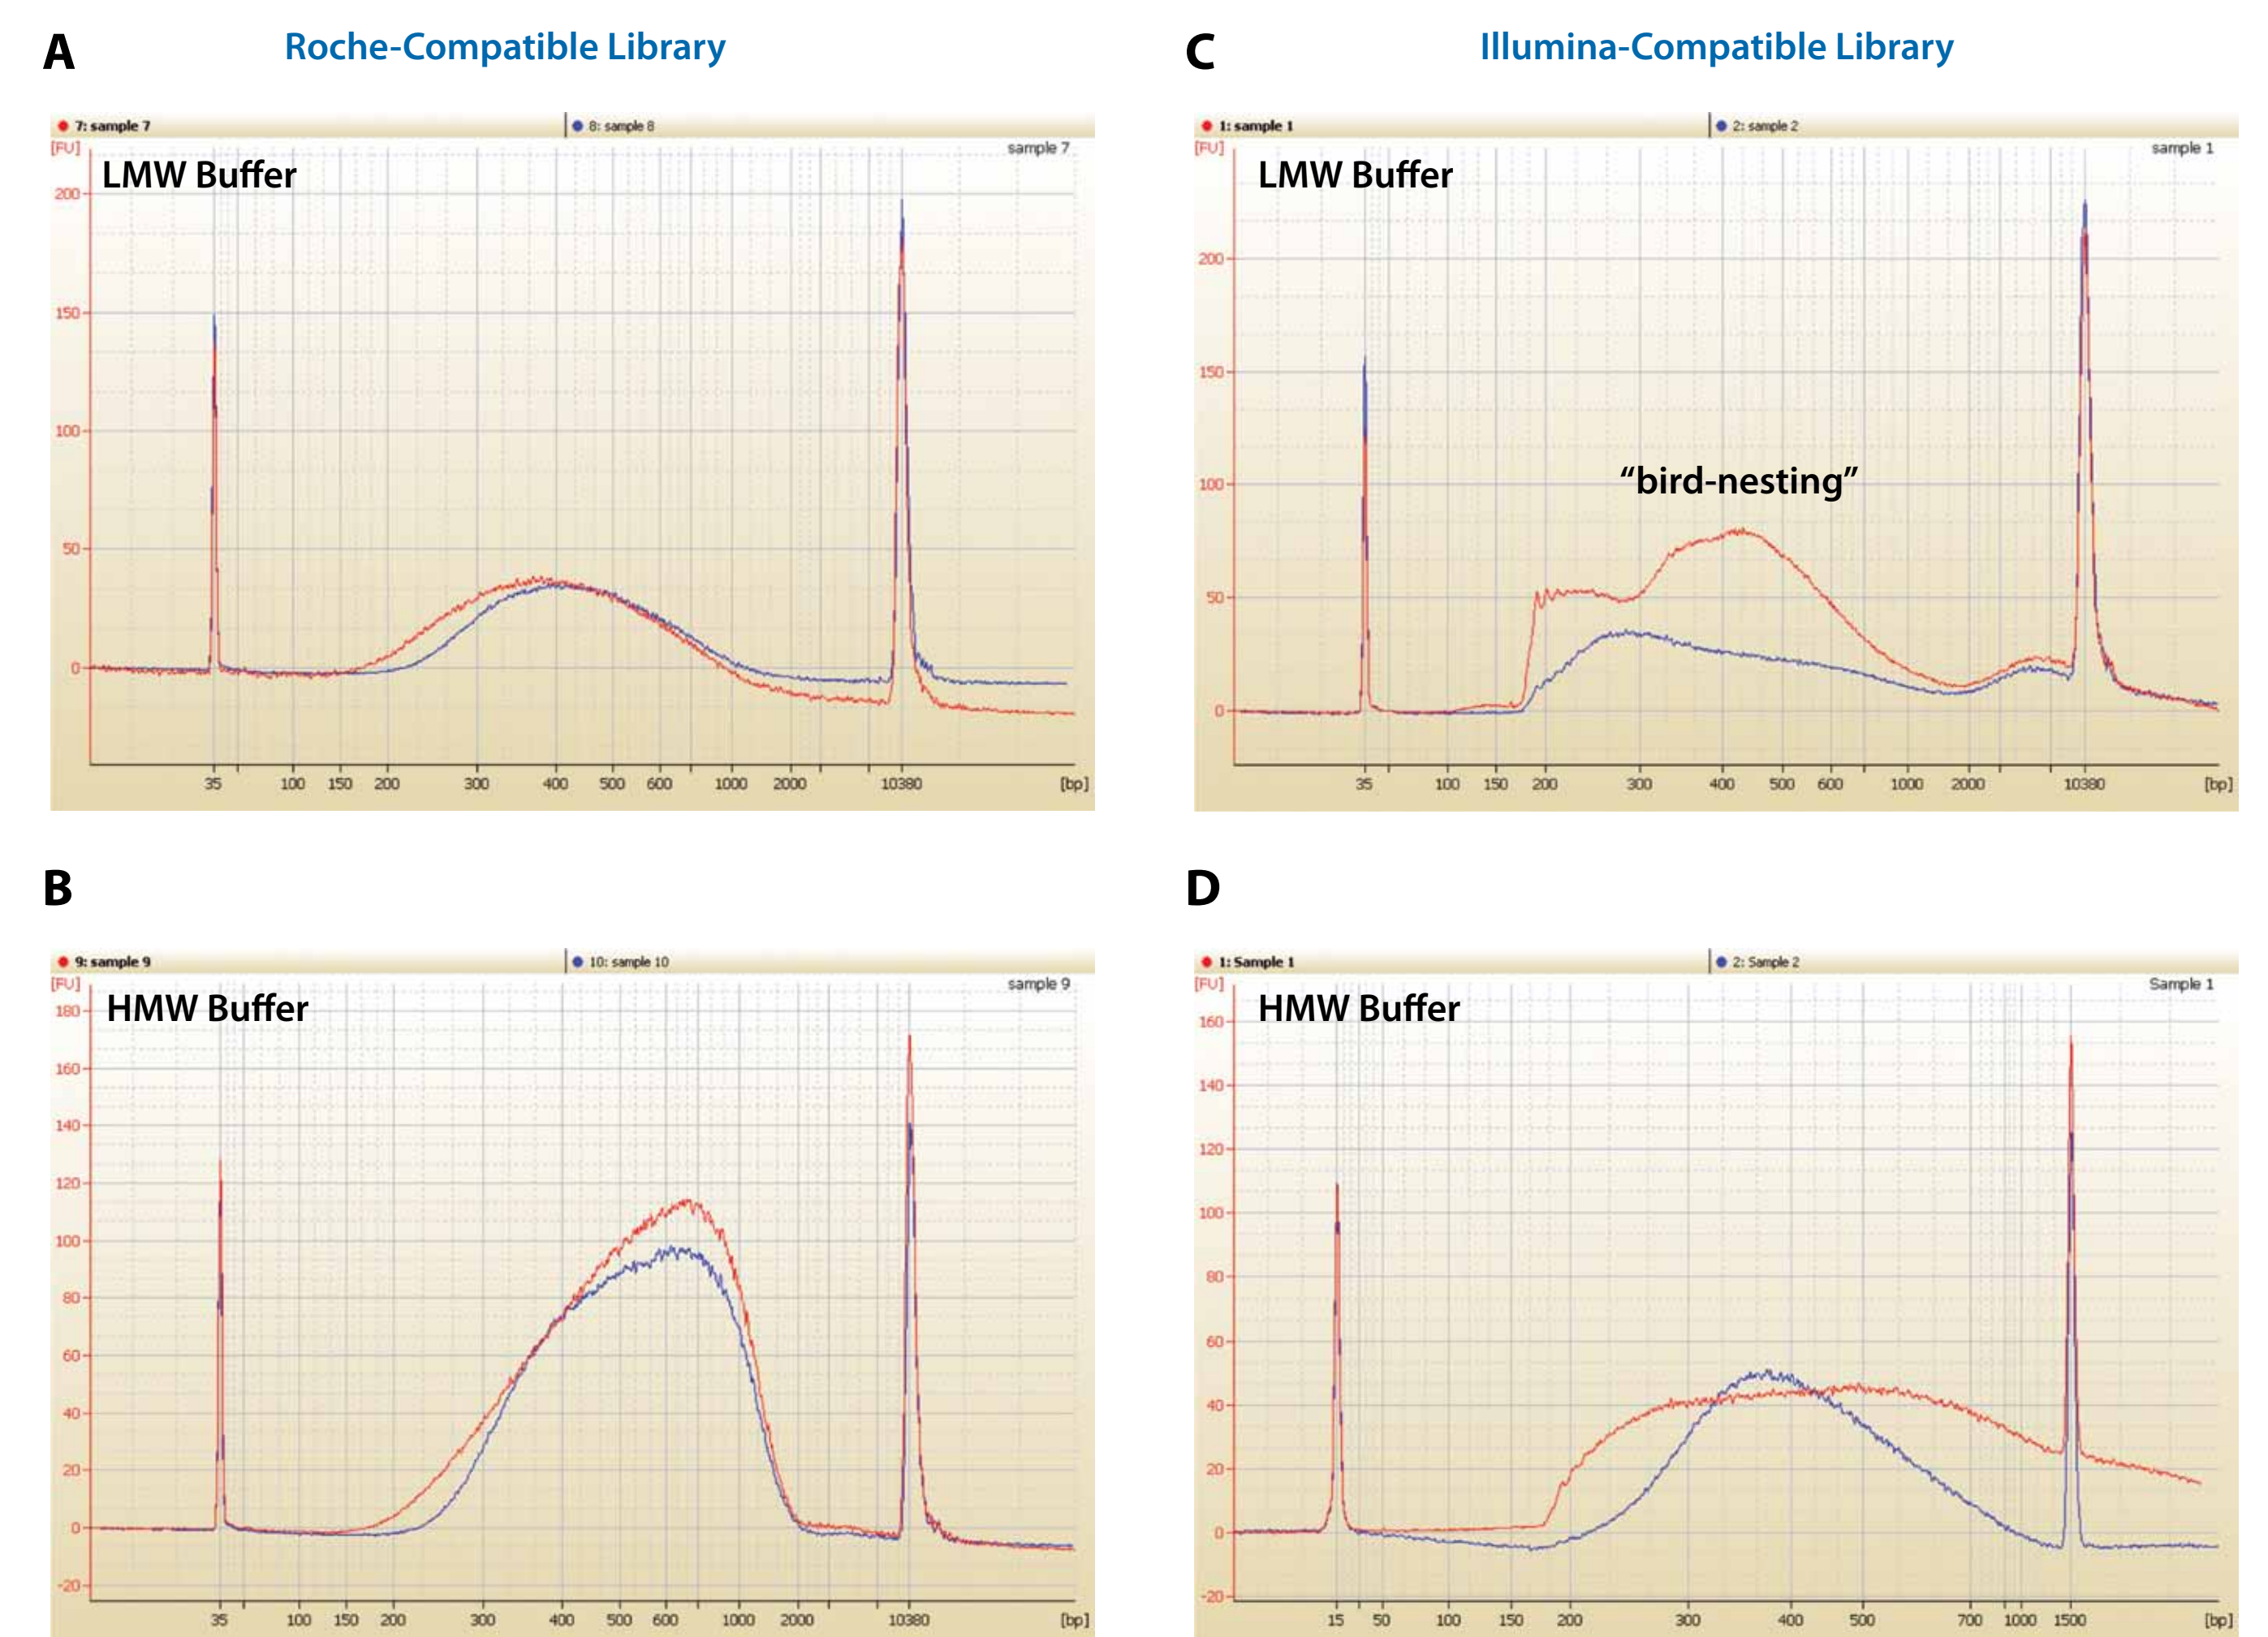 A
Roche-Compatible Library
7: sample 7
8: sample 8
[FU]
sample 7
LMW Buffer
200
150
100
50
0
35 100 150 200 300 400 500 600 1000 2000 10380 [bp]
B
9: sample 9
10: sample 10
[FU]
sample 9
HMW Buffer
180
160
140
120
100
80
60
40
20
0
-20
35 100 150 200 300 400 500 600 1000 2000 10380 [bp]
C
Illumina-Compatible Library
1: sample 1
2: sample 2
[FU]
sample 1
LMW Buffer
200
150
100
“bird-nesting”
50
0
35 100 150 200 300 400 500 600 1000 2000 10380 [bp]
D
1: Sample 1
2: Sample 2
[FU]
Sample 1
HMW Buffer
160
140
120
100
80
60
40
20
0
-20
15 50 100 150 200 300 400 500 700 1000 1500 [bp]